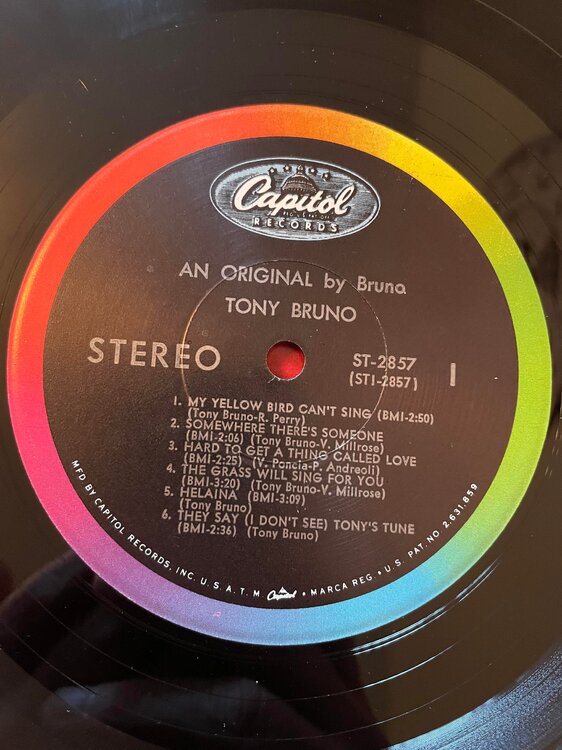 Capitol
RECORDS
AN ORIGINAL by Bruno
TONY BRUNO
STEREO
ST-2857
(ST1-2857)
1
1. MY YELLOW BIRD CAN'T SING (BMI-2:50)
(Tony Bruno-R. Perry)
2. SOMEWHERE THERE'S SOMEONE
(BMI-2:06) (Tony Bruno-V. Millrose)
3. HARD TO GET A THING CALLED LOVE
(BMI-2:25) (V. Poncia-P. Andreoli)
4. THE GRASS WILL SING FOR YOU
(BMI-3:20) (Tony Bruno-V. Millrose)
5. HELAINA (BMI-3:09)
(Tony Bruno)
6. THEY SAY (I DON'T SEE) TONY'S TUNE
(BMI-2:36) (Tony Bruno)
MFD BY CAPITOL RECORDS, INC. U.S.A. T.M. Capitol • MARCA REG. • U.S. PAT. NO. 2,631,859